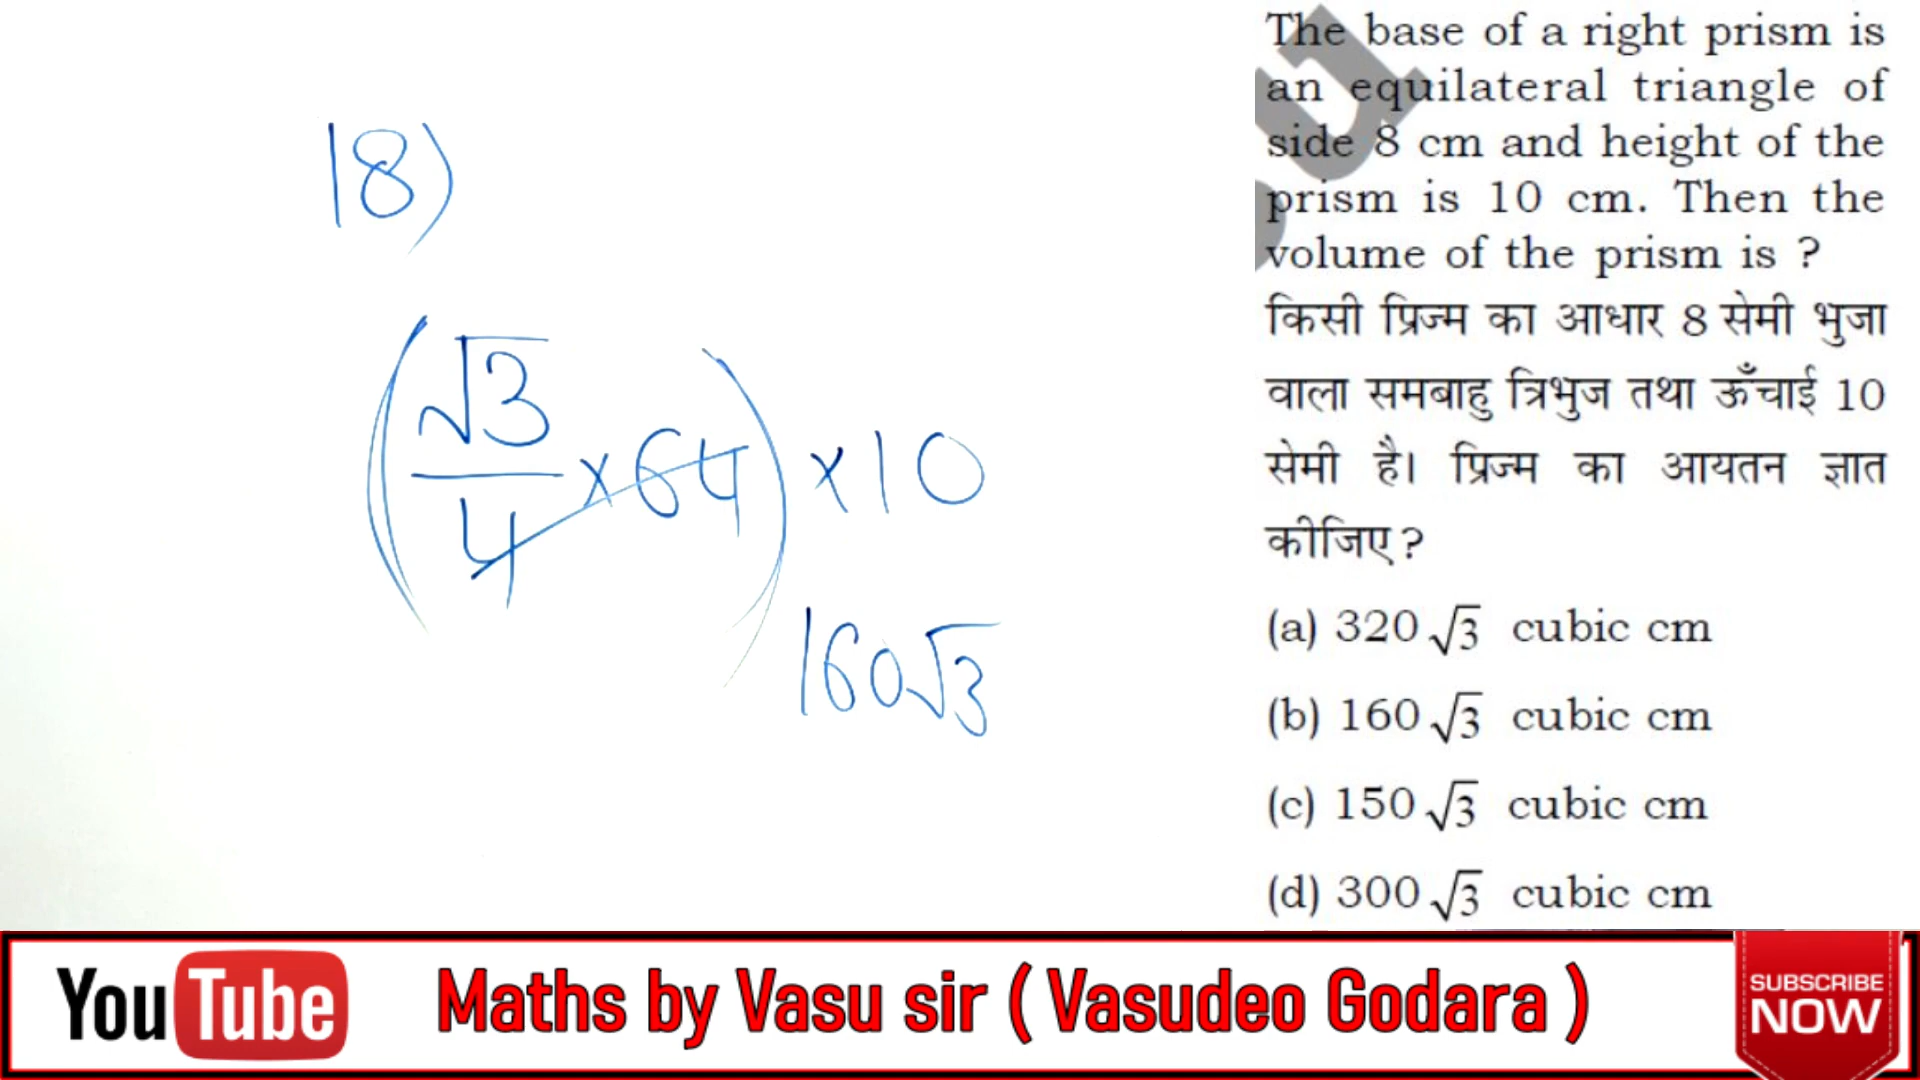 18)
(√3/4 × 64) × 10
160√3
The base of a right prism is
an equilateral triangle of
side 8 cm and height of the
prism is 10 cm. Then the
volume of the prism is ?
किसी प्रिज्म का आधार 8 सेमी भुजा
वाला समबाहु त्रिभुज तथा ऊँचाई 10
सेमी है। प्रिज्म का आयतन ज्ञात
कीजिए?
(a) 320√3 cubic cm
(b) 160√3 cubic cm
(c) 150√3 cubic cm
(d) 300√3 cubic cm
YouTube
Maths by Vasu sir ( Vasudeo Godara )
SUBSCRIBE
NOW